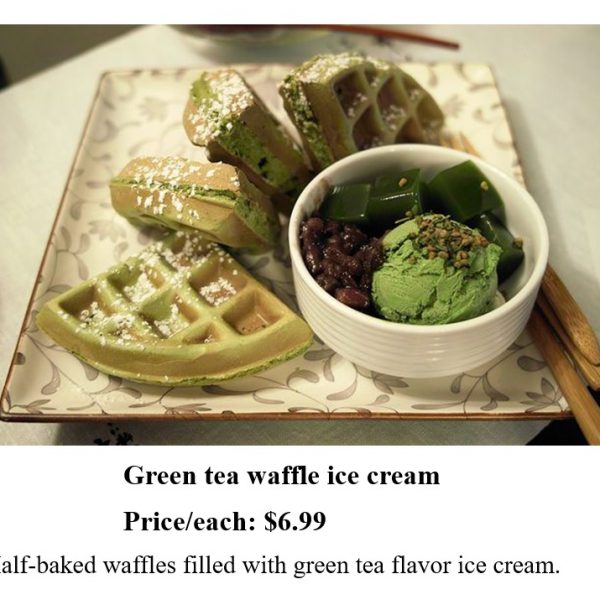 Green tea waffle ice cream
Price/each: $6.99
alf-baked waffles filled with green tea flavor ice cream.